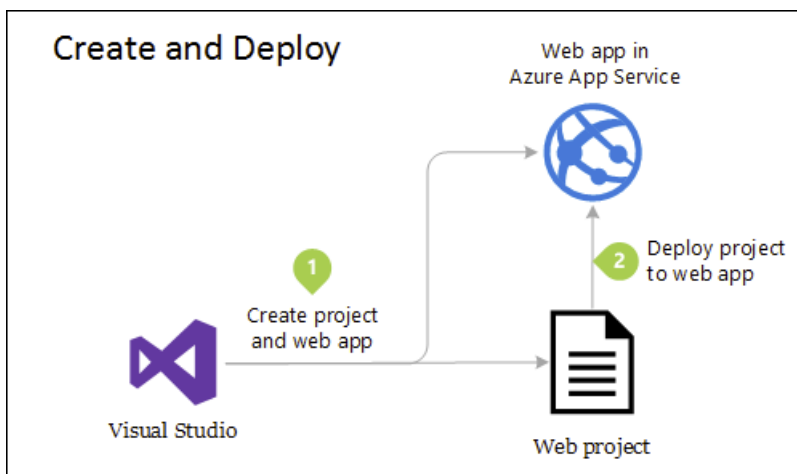 Create and Deploy
Web app in
Azure App Service
1
Create project
and web app
2
Deploy project
to web app
Visual Studio
Web project